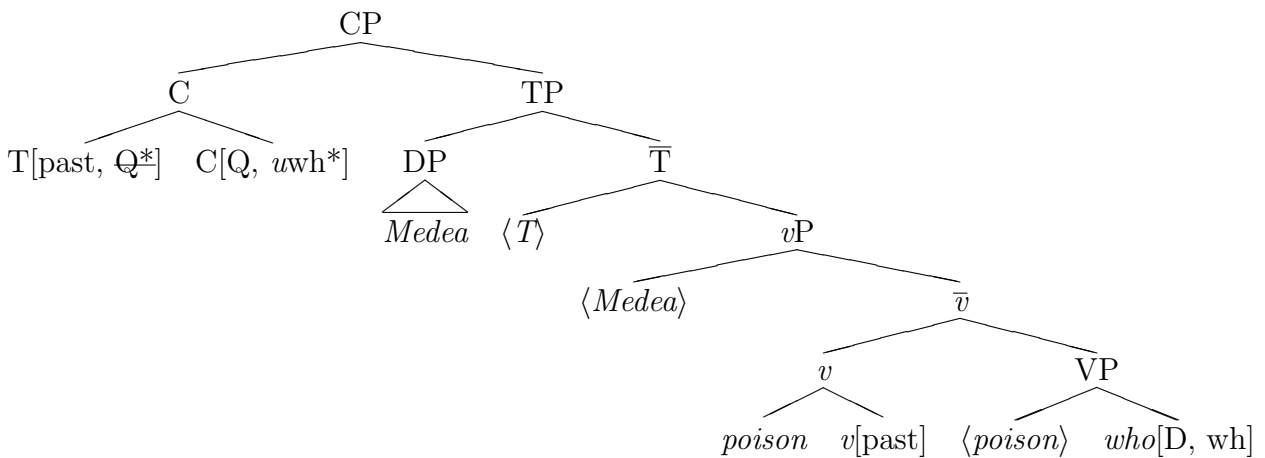 CP
C TP
T[past, Q*] C[Q, uwh*] DP T̅
Medea ⟨T⟩ vP
⟨Medea⟩ v̅
v VP
poison v[past] ⟨poison⟩ who[D, wh]